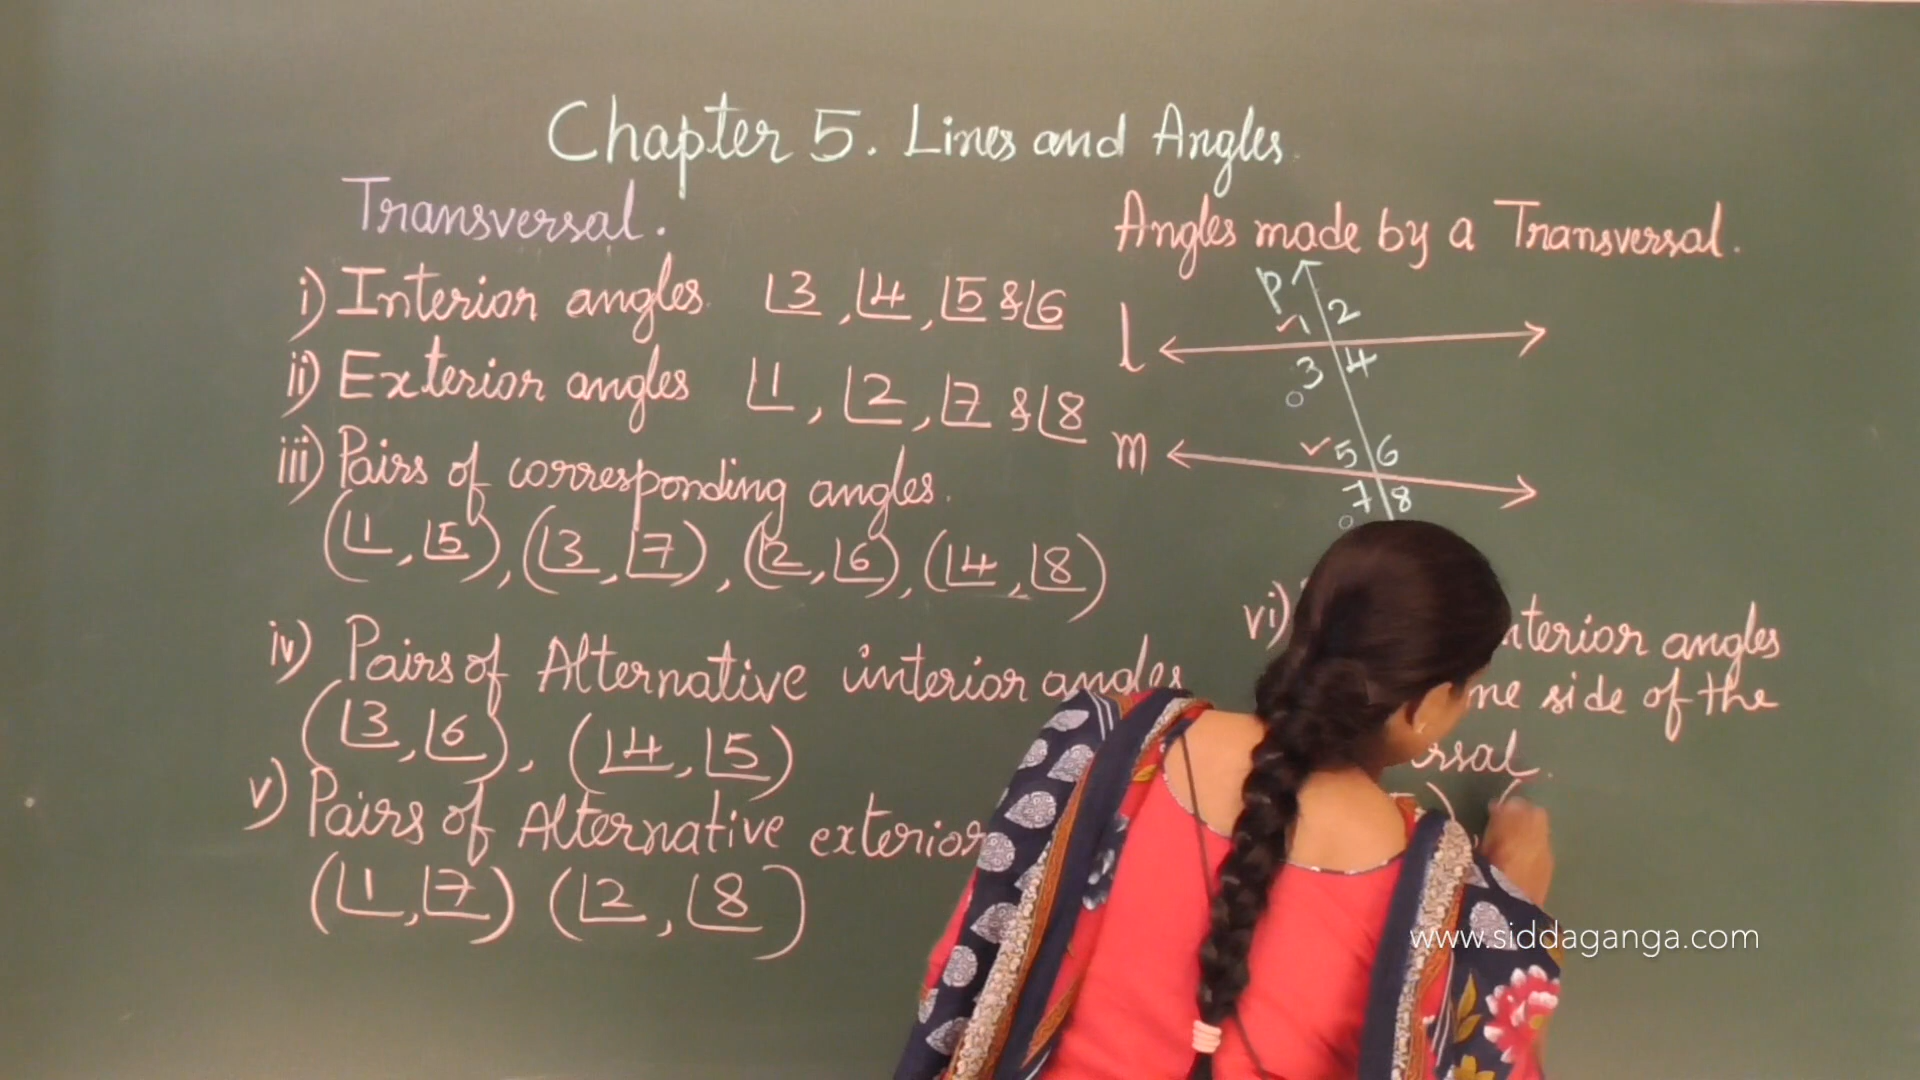 Chapter 5. Lines and Angles.
Transversal.
i) Interior angles ∠3, ∠4, ∠5 & ∠6
ii) Exterior angles ∠1, ∠2, ∠7 & ∠8
iii) Pairs of corresponding angles.
(∠1, ∠5), (∠3, ∠7), (∠2, ∠6), (∠4, ∠8)
iv) Pairs of Alternative interior angles
(∠3, ∠6), (∠4, ∠5)
v) Pairs of Alternative exterior
(∠1, ∠7) (∠2, ∠8)
Angles made by a Transversal.
P
1 2
l
3 4
m
5 6
7 8
vi)
angles
side of the
www.siddaganga.com